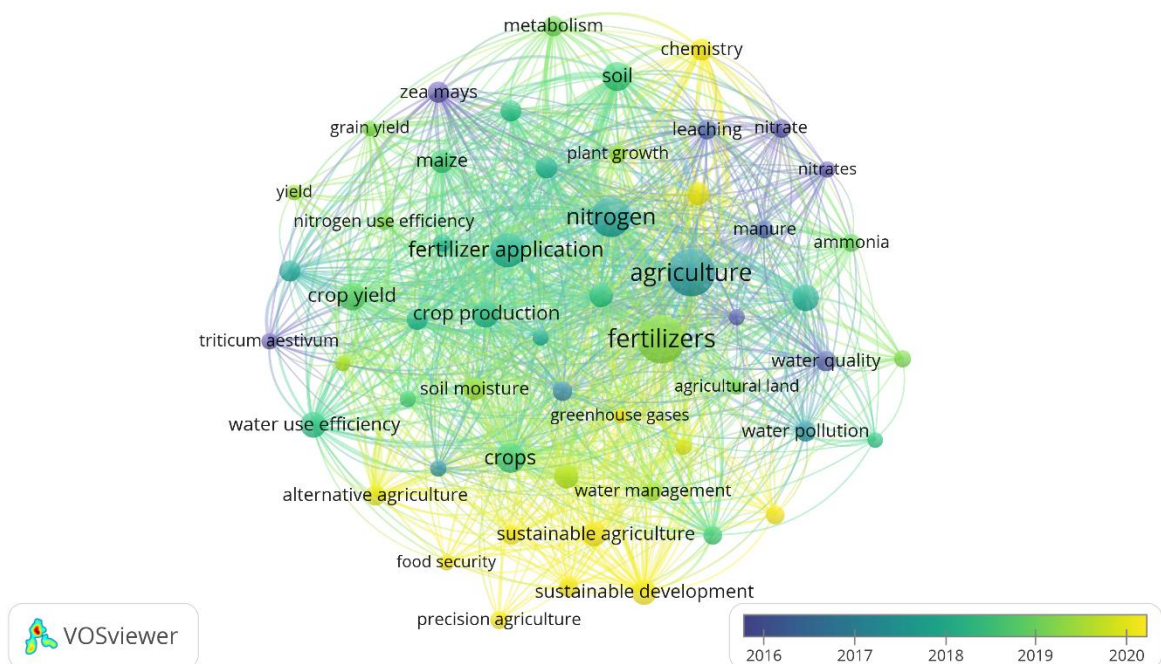 metabolism
chemistry
soil
zea mays
grain yield
leaching
nitrate
maize
plant growth
nitrates
yield
nitrogen use efficiency
nitrogen
manure
ammonia
fertilizer application
agriculture
crop yield
crop production
triticum aestivum
fertilizers
water quality
soil moisture
agricultural land
water use efficiency
greenhouse gases
water pollution
crops
alternative agriculture
water management
sustainable agriculture
food security
sustainable development
precision agriculture
VOSviewer
2016 2017 2018 2019 2020